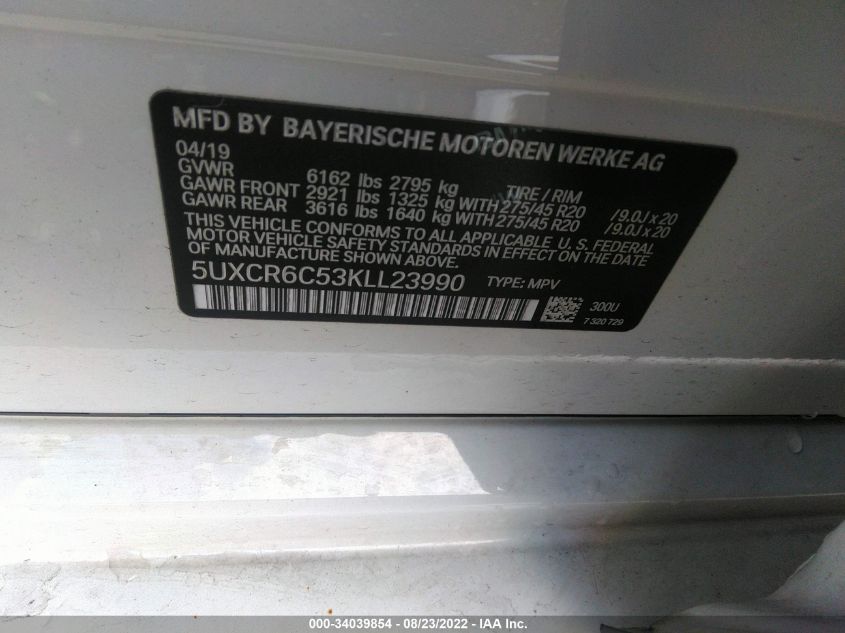 MFD BY BAYERISCHE MOTOREN WERKE AG
04/19
GVWR 6162 lbs 2795 kg TIRE / RIM
GAWR FRONT 2921 lbs 1325 kg WITH 275/45 R20 /9.0J x 20
GAWR REAR 3616 lbs 1640 kg WITH 275/45 R20 /9.0J x 20
THIS VEHICLE CONFORMS TO ALL APPLICABLE U. S. FEDERAL
MOTOR VEHICLE SAFETY STANDARDS IN EFFECT ON THE DATE
OF MANUFACTURE SHOWN ABOVE.
5UXCR6C53KLL23990 TYPE: MPV
300U
7 320 729
000-34039854 - 08/23/2022 - IAA Inc.